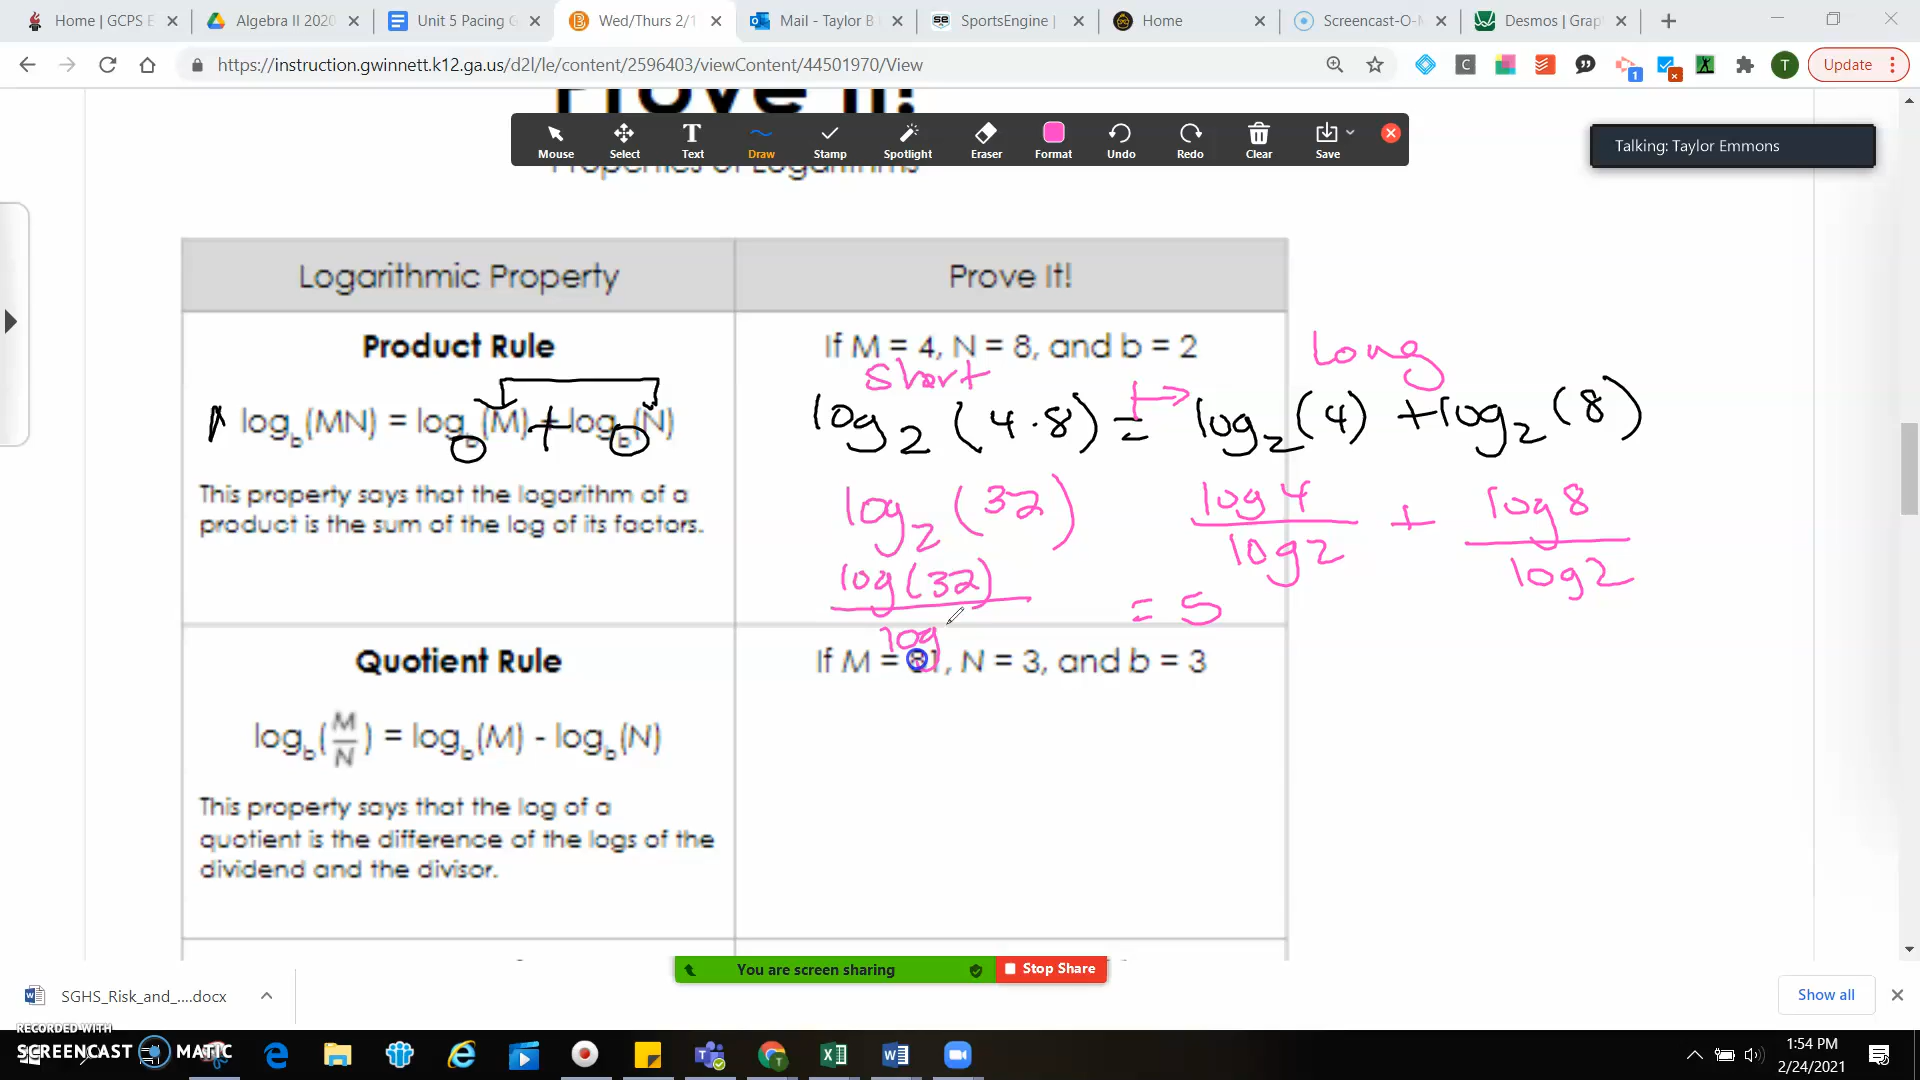 Home | GCPS E
Algebra II 2020
Unit 5 Pacing G
Wed/Thurs 2/1
Mail - Taylor B
SportsEngine |
Home
Screencast-O-M
Desmos | Grap
https://instruction.gwinnett.k12.ga.us/d2l/le/content/2596403/viewContent/44501970/View
Update
Prove It!
Mouse Select Text Draw Stamp Spotlight Eraser Format Undo Redo Clear Save
Talking: Taylor Emmons
Properties of Logarithms
Logarithmic Property
Prove It!
Product Rule
log_b(MN) = log_b(M) + log_b(N)
This property says that the logarithm of a
product is the sum of the log of its factors.
If M = 4, N = 8, and b = 2
short
long
log₂(4·8) = log₂(4) + log₂(8)
log₂(32)
log 4 / log 2 + log 8 / log 2
log(32) / log
= 5
Quotient Rule
log_b(M/N) = log_b(M) - log_b(N)
This property says that the log of a
quotient is the difference of the logs of the
dividend and the divisor.
If M = 81, N = 3, and b = 3
You are screen sharing
Stop Share
SGHS_Risk_and_....docx
Show all
RECORDED WITH
SCREENCAST MATIC
1:54 PM
2/24/2021